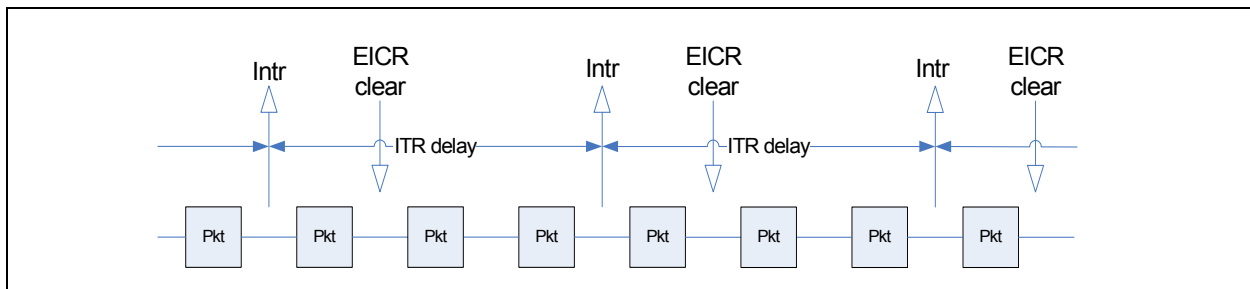 Intr
EICR
clear
Intr
EICR
clear
Intr
EICR
clear
ITR delay
ITR delay
Pkt
Pkt
Pkt
Pkt
Pkt
Pkt
Pkt
Pkt